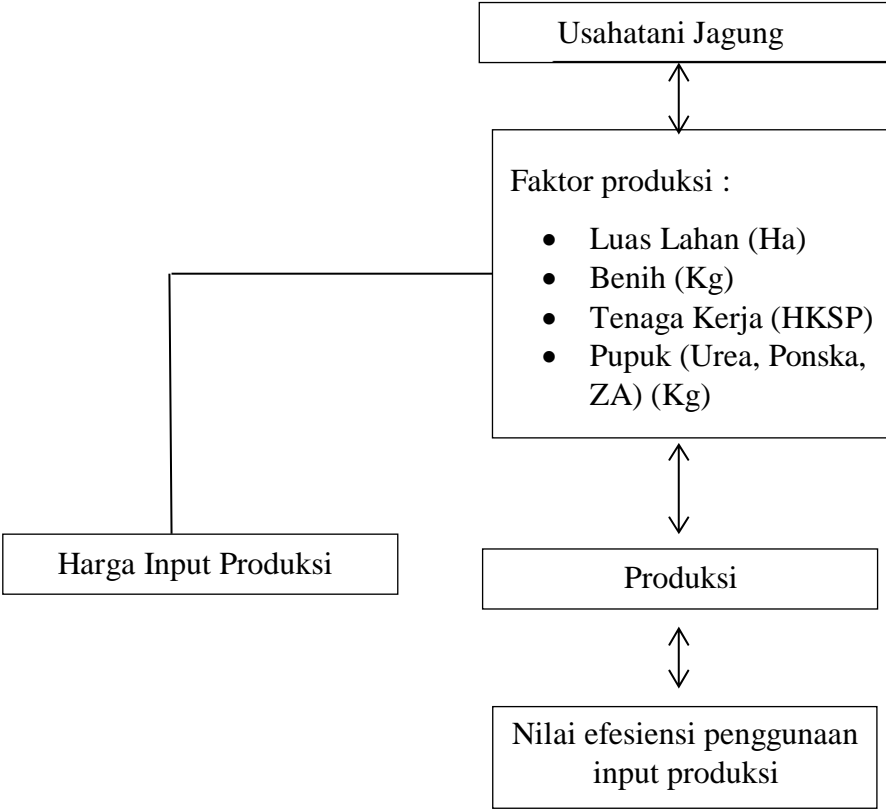 Usahatani Jagung
Faktor produksi :
• Luas Lahan (Ha)
• Benih (Kg)
• Tenaga Kerja (HKSP)
• Pupuk (Urea, Ponska,
ZA) (Kg)
Harga Input Produksi
Produksi
Nilai efesiensi penggunaan
input produksi